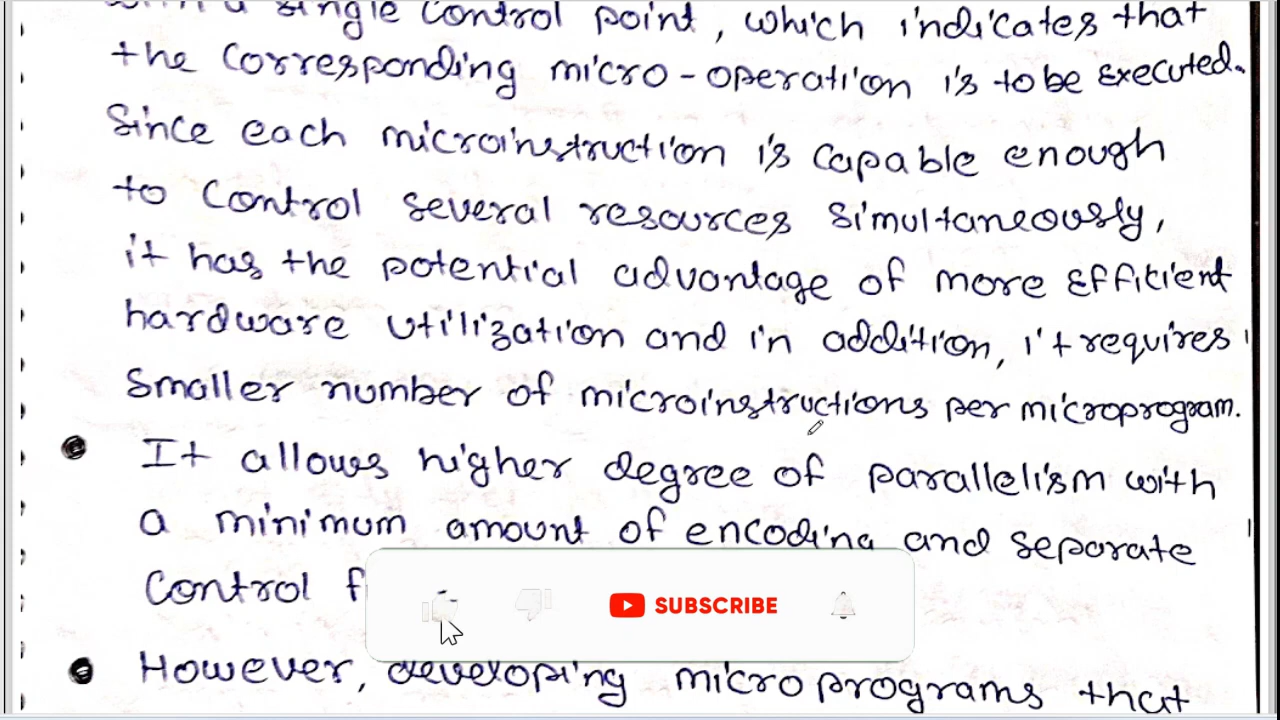 with a single control point, which indicates that
the corresponding micro-operation is to be executed.
Since each microinstruction is capable enough
to control several resources simultaneously,
it has the potential advantage of more efficient
hardware utilization and in addition, it requires
smaller number of microinstructions per microprogram.
It allows higher degree of parallelism with
a minimum amount of encoding and separate
control
SUBSCRIBE
However, developing microprograms that